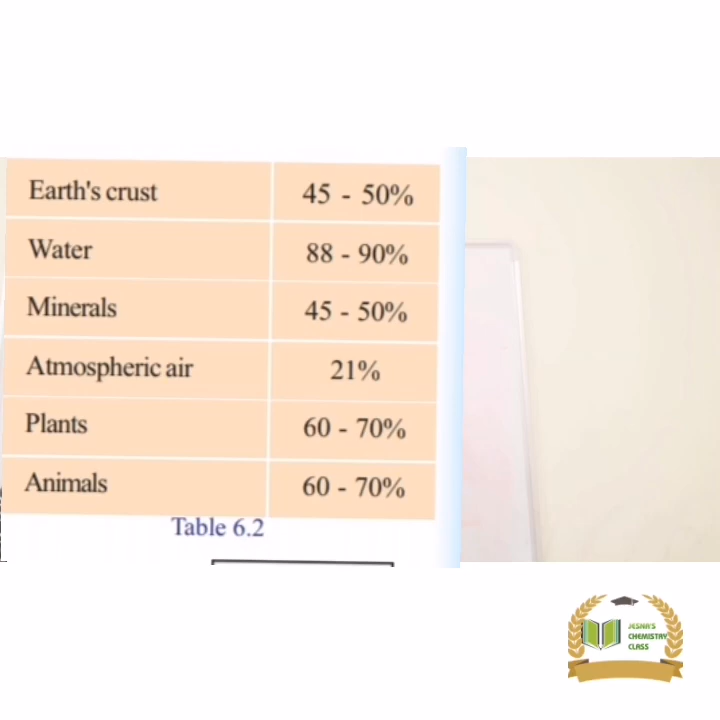 Earth's crust 45 - 50%
Water 88 - 90%
Minerals 45 - 50%
Atmospheric air 21%
Plants 60 - 70%
Animals 60 - 70%
Table 6.2
JESNA'S
CHEMISTRY
CLASS